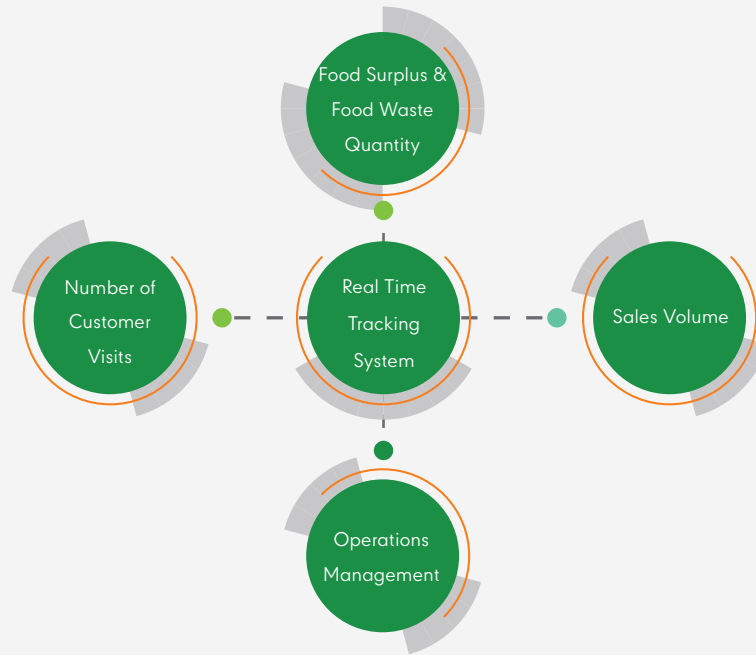 Food Surplus &
Food Waste
Quantity
Number of
Customer
Visits
Real Time
Tracking
System
Sales Volume
Operations
Management